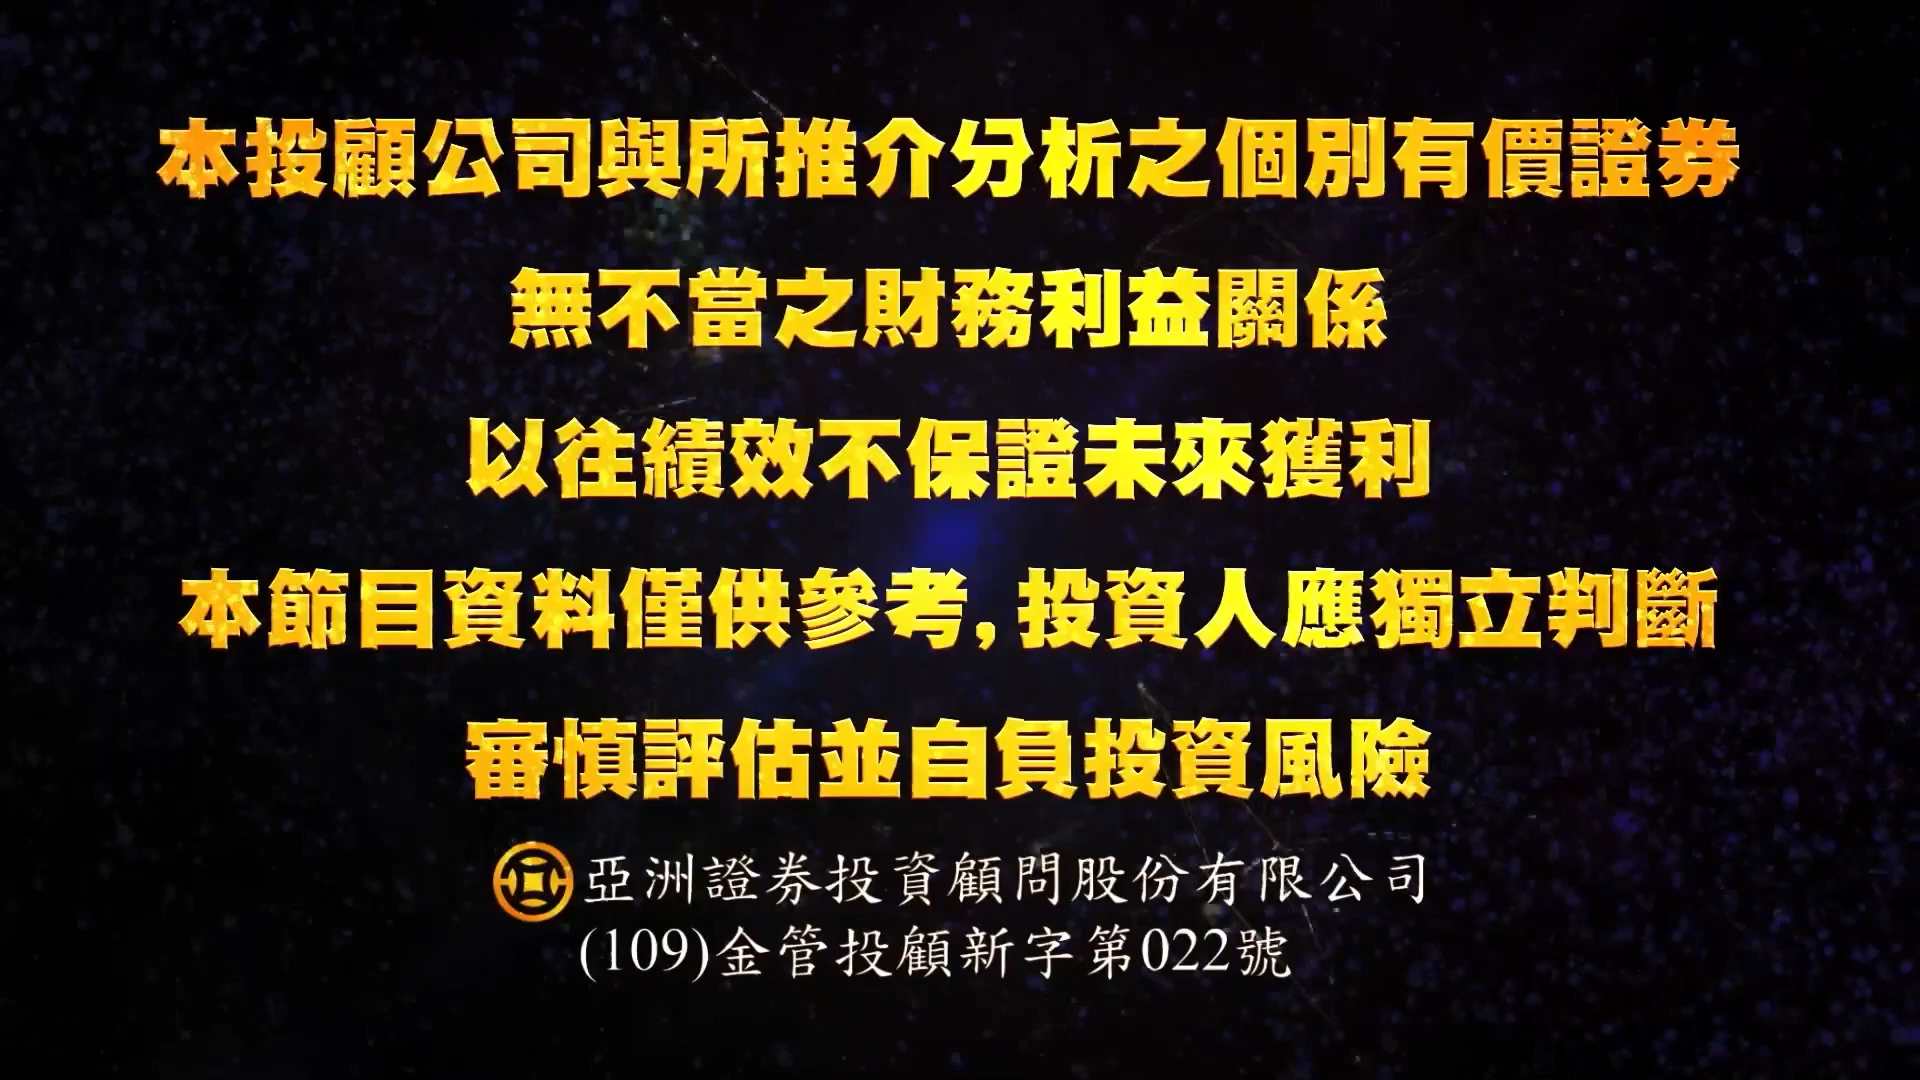 本投顧公司與所推介分析之個別有價證券
無不當之財務利益關係
以往績效不保證未來獲利
本節目資料僅供參考,投資人應獨立判斷
審慎評估並自負投資風險
亞洲證券投資顧問股份有限公司
(109)金管投顧新字第022號